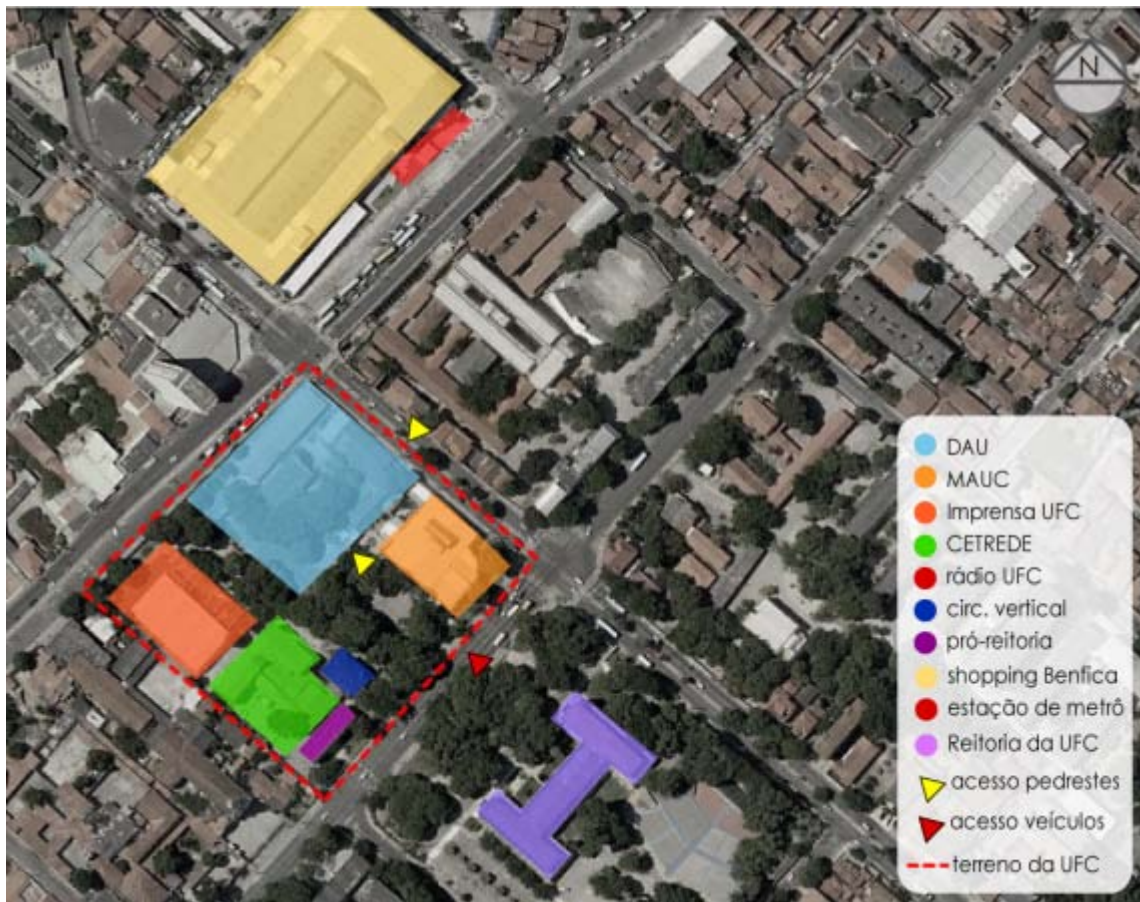 N
DAU
MAUC
Imprensa UFC
CETREDE
rádio UFC
circ. vertical
pró-reitoria
shopping Benfica
estação de metrô
Reitoria da UFC
acesso pedrestes
acesso veículos
terreno da UFC